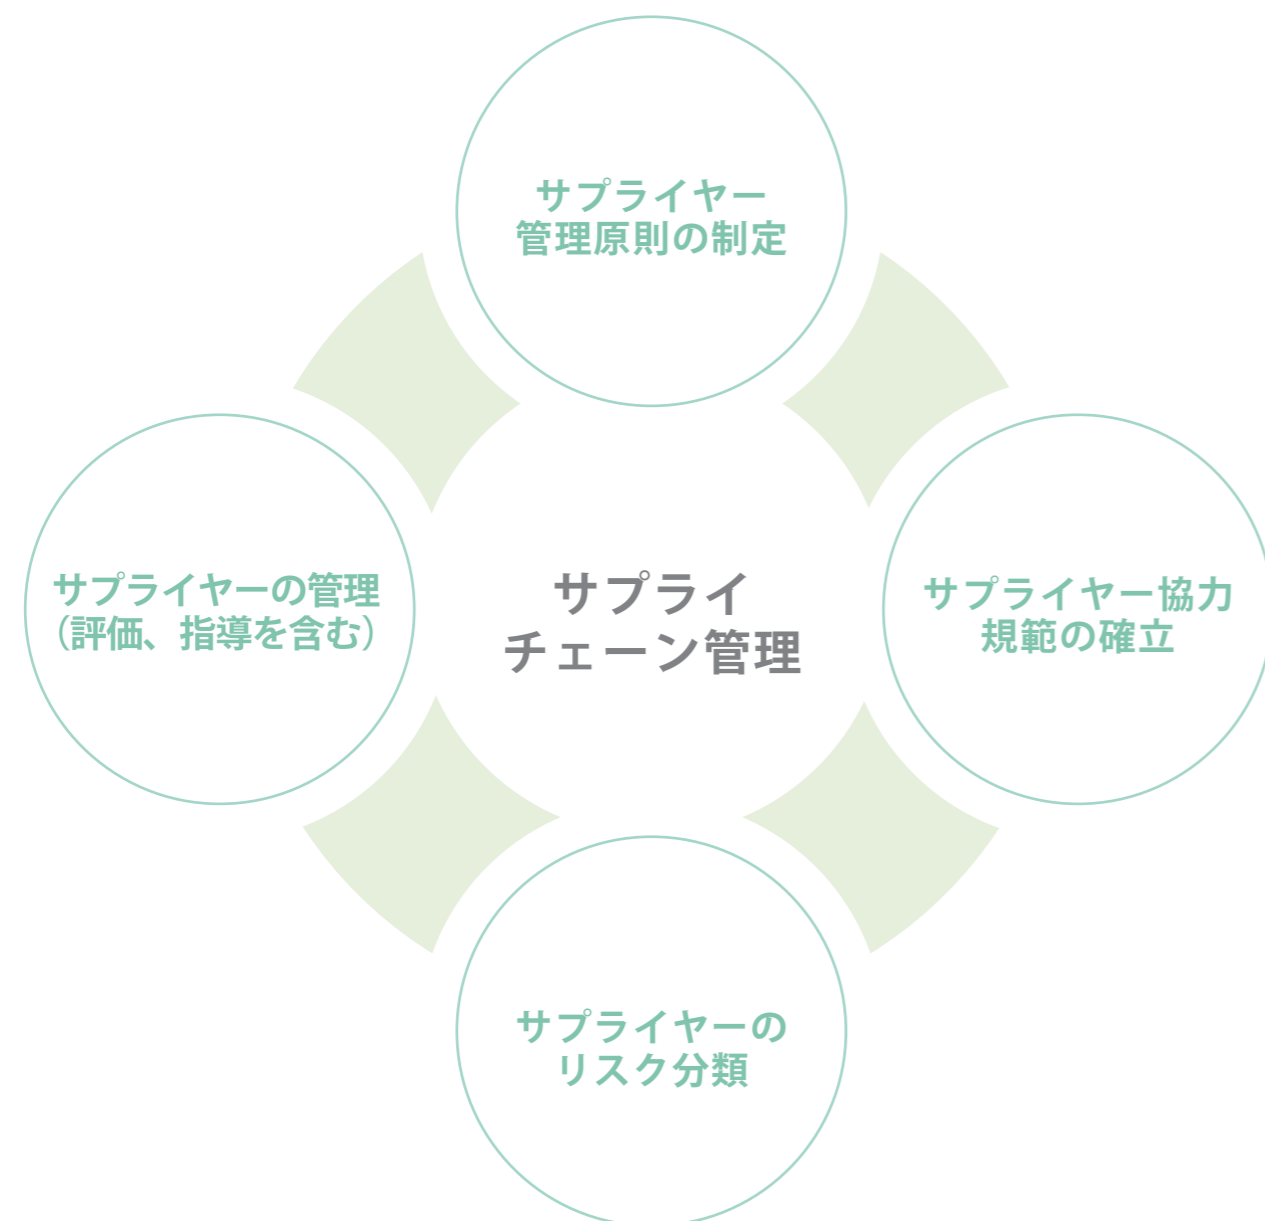 サプライヤー
管理原則の制定
サプライヤーの管理
（評価、指導を含む）
サプライ
チェーン管理
サプライヤー協力
規範の確立
サプライヤーの
リスク分類